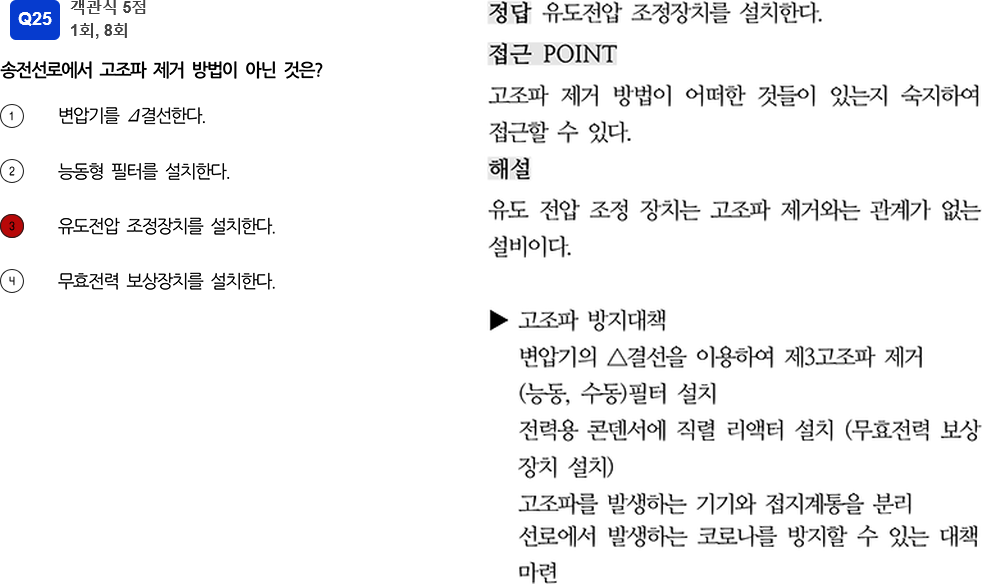 Q25
객관식 5점
1회, 8회
송전선로에서 고조파 제거 방법이 아닌 것은?
1 변압기를 ⊿결선한다.
2 능동형 필터를 설치한다.
3 유도전압 조정장치를 설치한다.
4 무효전력 보상장치를 설치한다.
정답 유도전압 조정장치를 설치한다.
접근 POINT
고조파 제거 방법이 어떠한 것들이 있는지 숙지하여
접근할 수 있다.
해설
유도 전압 조정 장치는 고조파 제거와는 관계가 없는
설비이다.
▶ 고조파 방지대책
변압기의 △결선을 이용하여 제3고조파 제거
(능동, 수동)필터 설치
전력용 콘덴서에 직렬 리액터 설치 (무효전력 보상
장치 설치)
고조파를 발생하는 기기와 접지계통을 분리
선로에서 발생하는 코로나를 방지할 수 있는 대책
마련